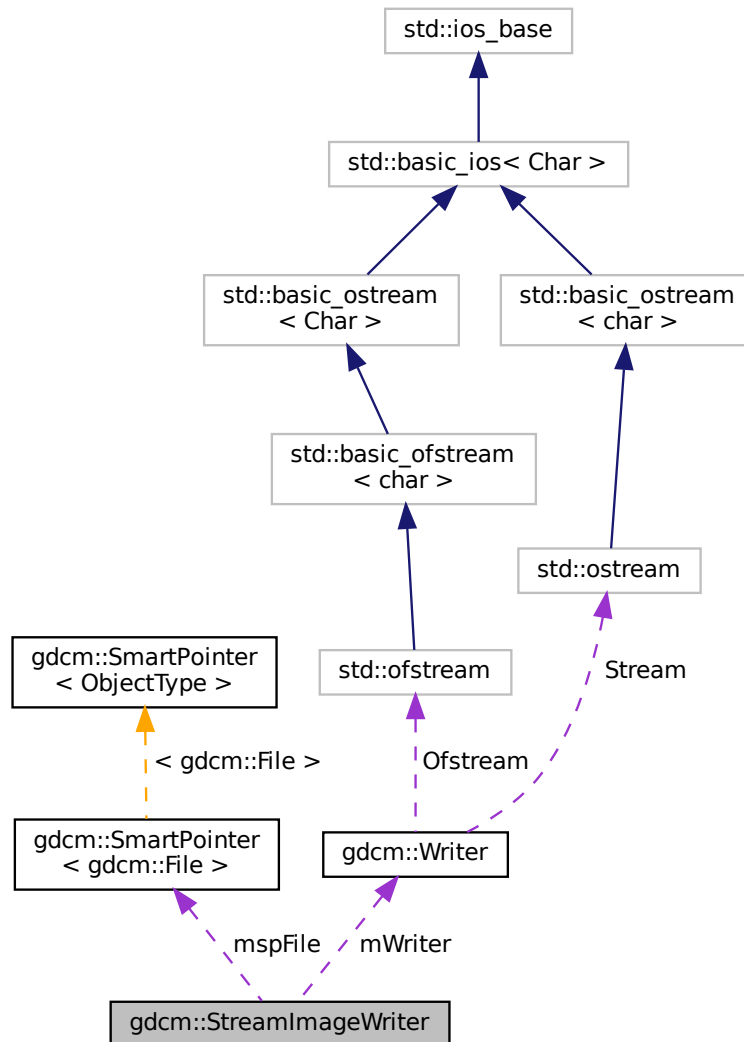 std::ios_base
std::basic_ios< Char >
std::basic_ostream
< Char >
std::basic_ostream
< char >
std::basic_ofstream
< char >
std::ostream
gdcm::SmartPointer
< ObjectType >
std::ofstream
Stream
< gdcm::File >
Ofstream
gdcm::SmartPointer
< gdcm::File >
gdcm::Writer
mspFile
mWriter
gdcm::StreamImageWriter